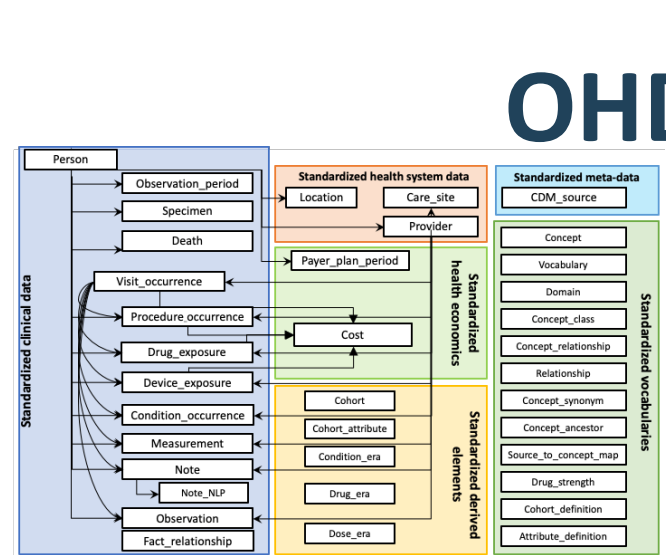 OHD
Person
Observation_period
Specimen
Death
Visit_occurrence
Procedure_occurrence
Drug_exposure
Device_exposure
Condition_occurrence
Measurement
Note
Note_NLP
Observation
Fact_relationship
Standardized clinical data
Standardized health system data
Location
Care_site
Provider
Payer_plan_period
Cost
Standardized
health economics
Cohort
Cohort_attribute
Condition_era
Drug_era
Dose_era
Standardized derived
elements
Standardized meta-data
CDM_source
Concept
Vocabulary
Domain
Concept_class
Concept_relationship
Relationship
Concept_synonym
Concept_ancestor
Source_to_concept_map
Drug_strength
Cohort_definition
Attribute_definition
Standardized vocabularies